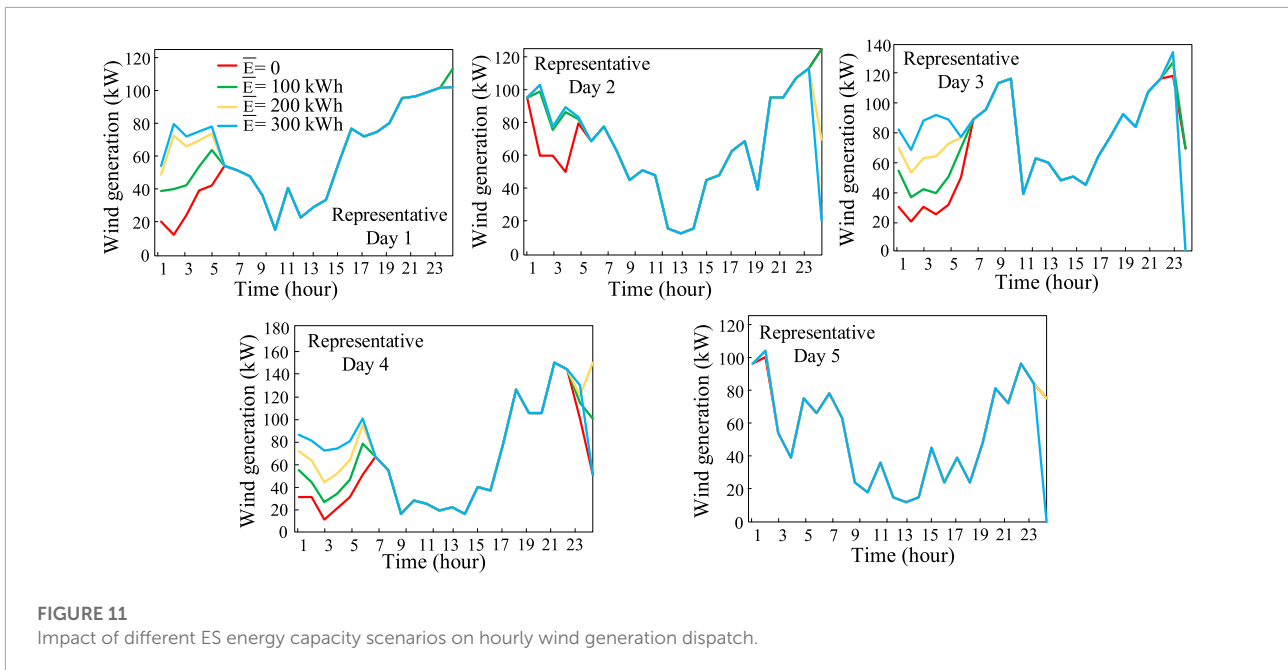 Wind generation (kW)
120
100
80
60
40
20
0
E̅= 0
E̅= 100 kWh
E̅= 200 kWh
E̅= 300 kWh
Representative
Day 1
1 3 5 7 9 11 13 15 17 19 21 23
Time (hour)
Wind generation (kW)
120
100
80
60
40
20
0
Representative
Day 2
1 3 5 7 9 11 13 15 17 19 21 23
Time (hour)
Wind generation (kW)
140
120
100
80
60
40
20
0
Representative
Day 3
1 3 5 7 9 11 13 15 17 19 21 23
Time (hour)
Wind generation (kW)
180
160
140
120
100
80
60
40
20
0
Representative
Day 4
1 3 5 7 9 11 13 15 17 19 21 23
Time (hour)
Wind generation (kW)
120
100
80
60
40
20
0
Representative
Day 5
1 3 5 7 9 11 13 15 17 19 21 23
Time (hour)
FIGURE 11
Impact of different ES energy capacity scenarios on hourly wind generation dispatch.